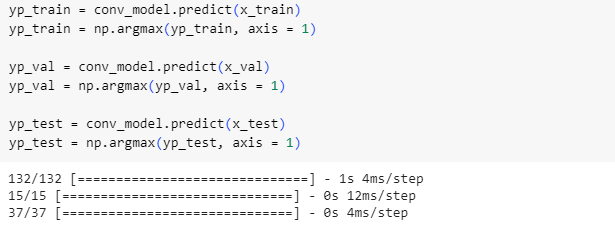 yp_train = conv_model.predict(x_train)
yp_train = np.argmax(yp_train, axis = 1)
yp_val = conv_model.predict(x_val)
yp_val = np.argmax(yp_val, axis = 1)
yp_test = conv_model.predict(x_test)
yp_test = np.argmax(yp_test, axis = 1)
132/132 [==============================] - 1s 4ms/step
15/15 [==============================] - 0s 12ms/step
37/37 [==============================] - 0s 4ms/step